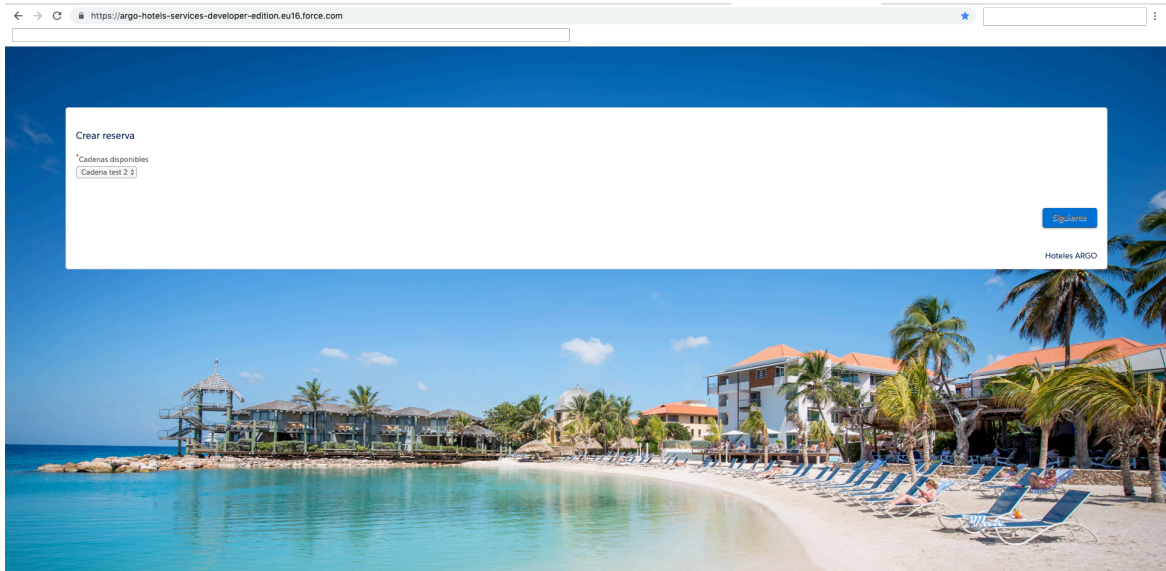 https://argo-hotels-services-developer-edition.eu16.force.com
Crear reserva
*Cadenas disponibles
Cadena test 2
Siguiente
Hoteles ARGO